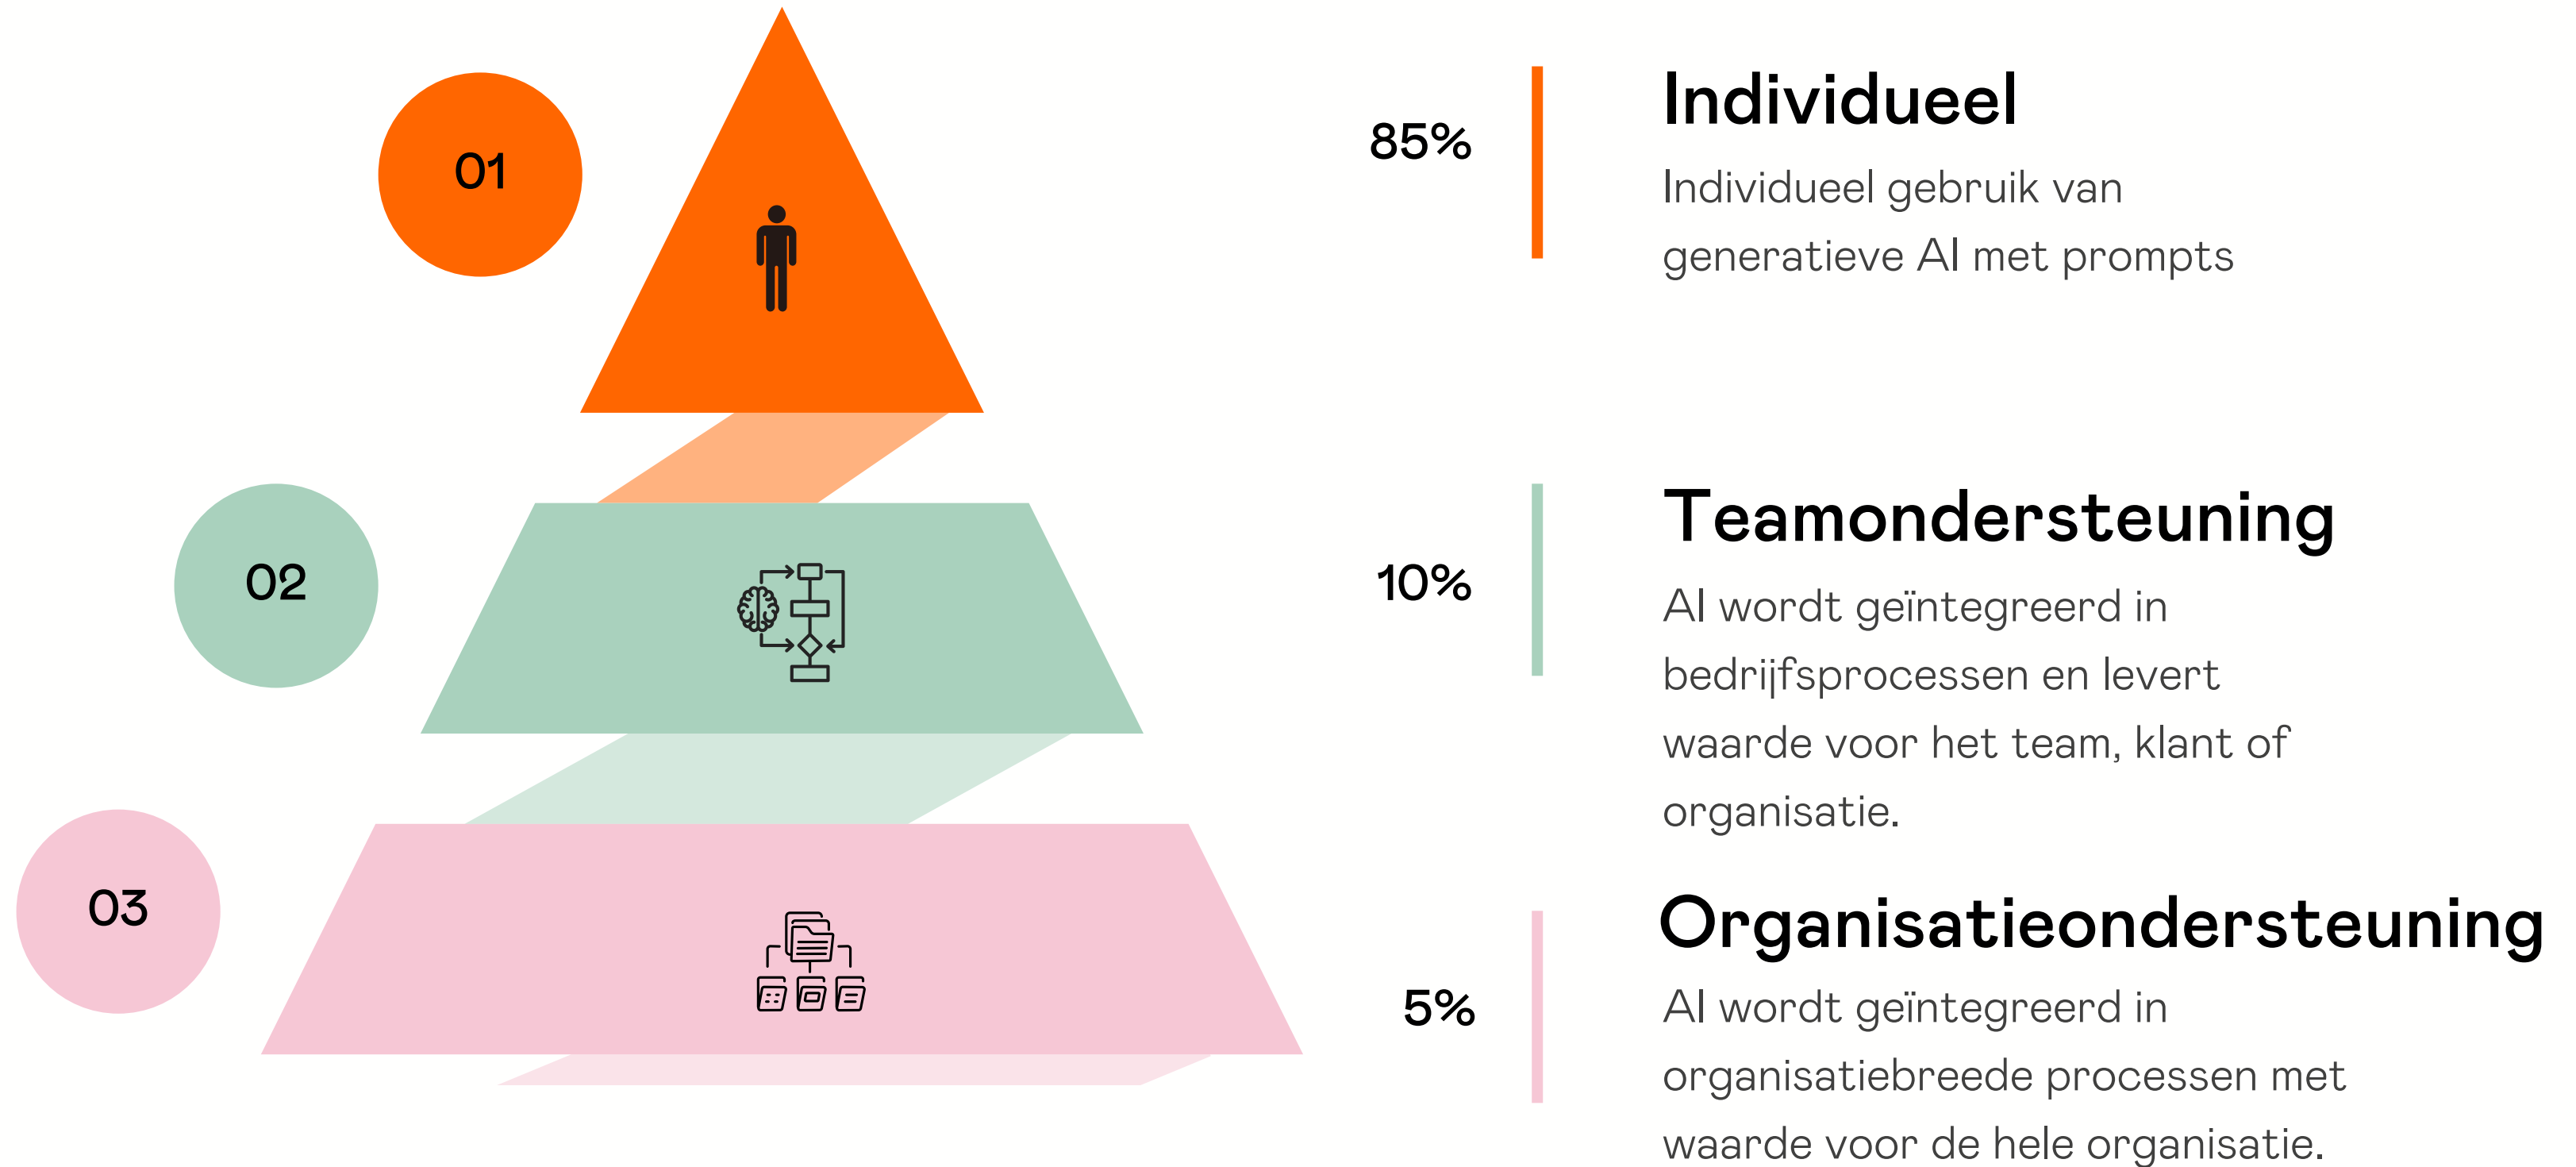 01
85%
Individueel
Individueel gebruik van
generatieve AI met prompts
02
10%
Teamondersteuning
AI wordt geïntegreerd in
bedrijfsprocessen en levert
waarde voor het team, klant of
organisatie.
03
5%
Organisatieondersteuning
AI wordt geïntegreerd in
organisatiebreede processen met
waarde voor de hele organisatie.